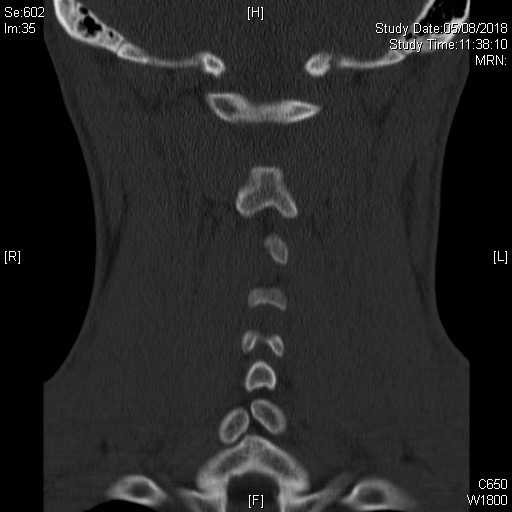 Se:602
Im:35
[H]
Study Date:05/08/2018
Study Time:11:38:10
MRN:
[R]
[L]
[F]
C650
W1800